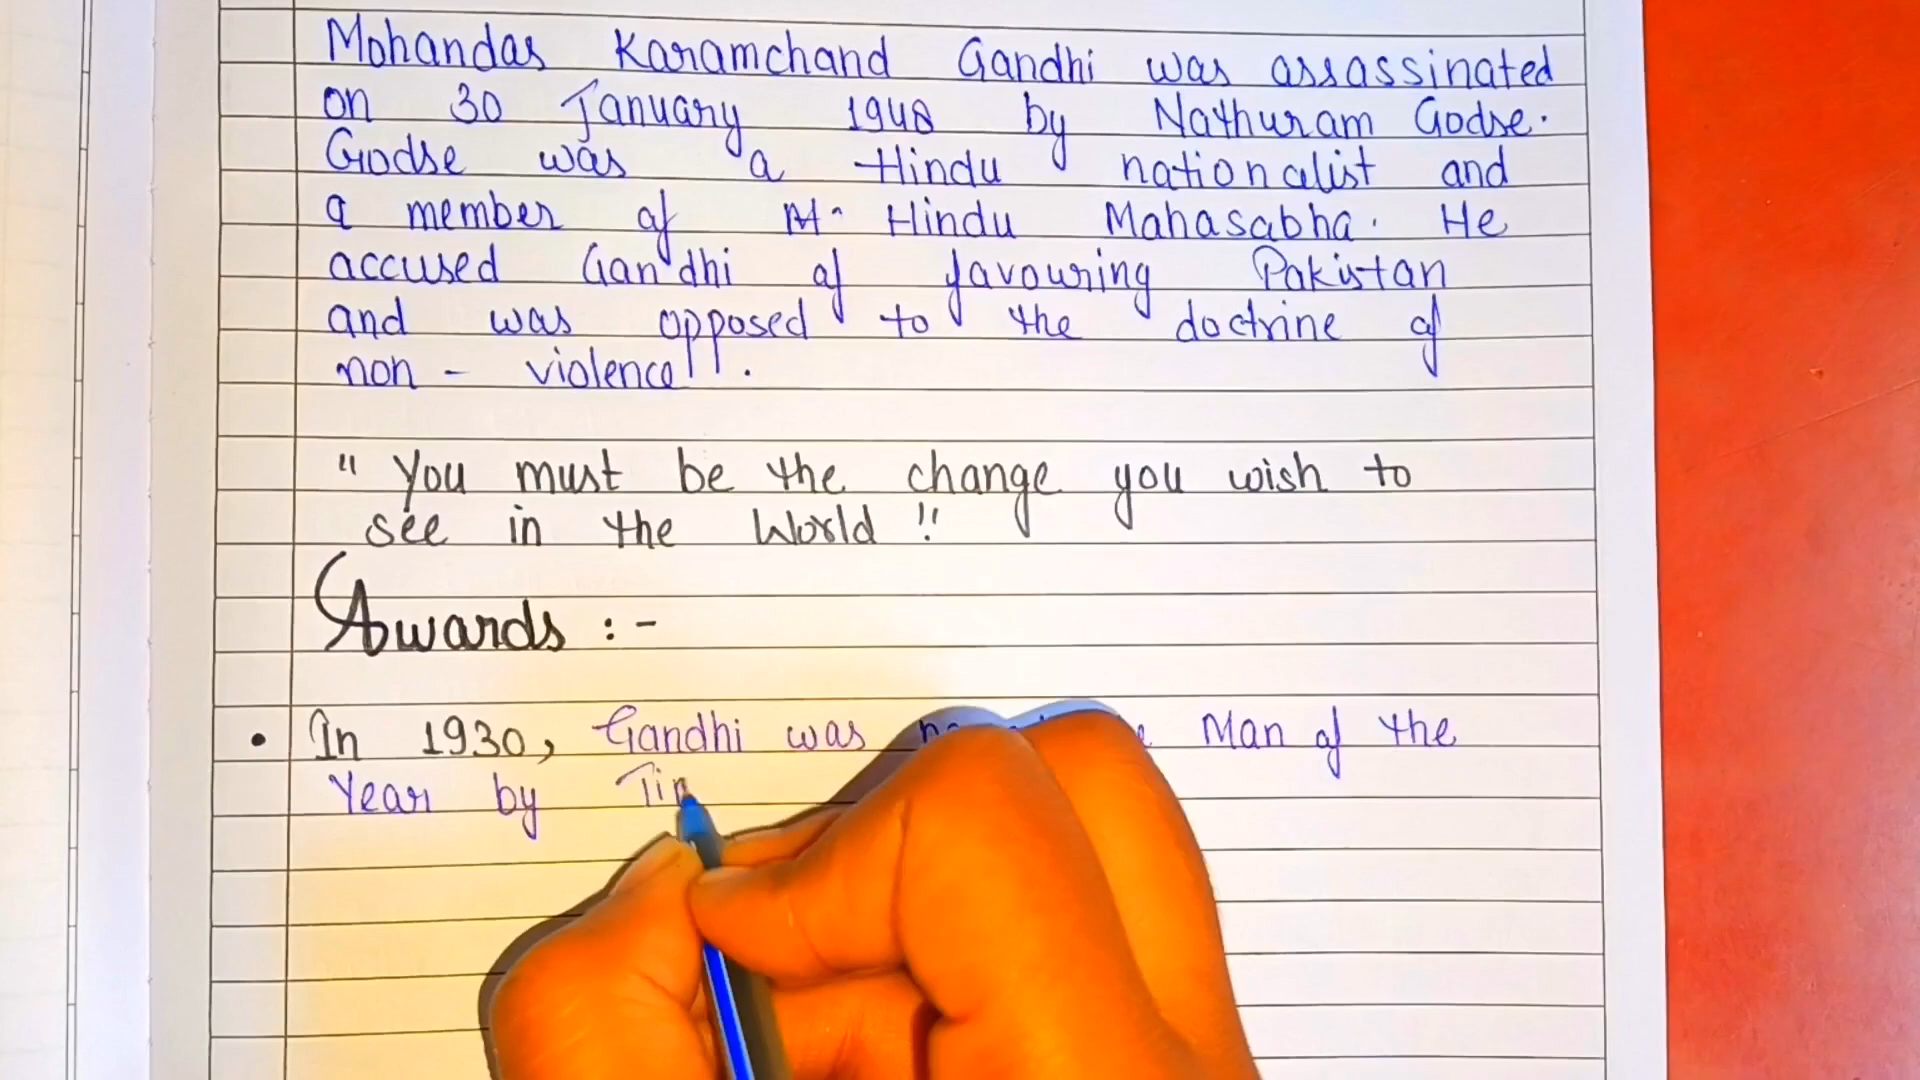 Mohandas Karamchand Gandhi was assassinated
on 30 January 1948 by Nathuram Godse.
Godse was a Hindu nationalist and
a member of Hindu Mahasabha. He
accused Gandhi of favouring Pakistan
and was opposed to the doctrine of
non - violence .
" You must be the change you wish to
see in the World !!
Awards : -
• In 1930, Gandhi was Man of the
Year by